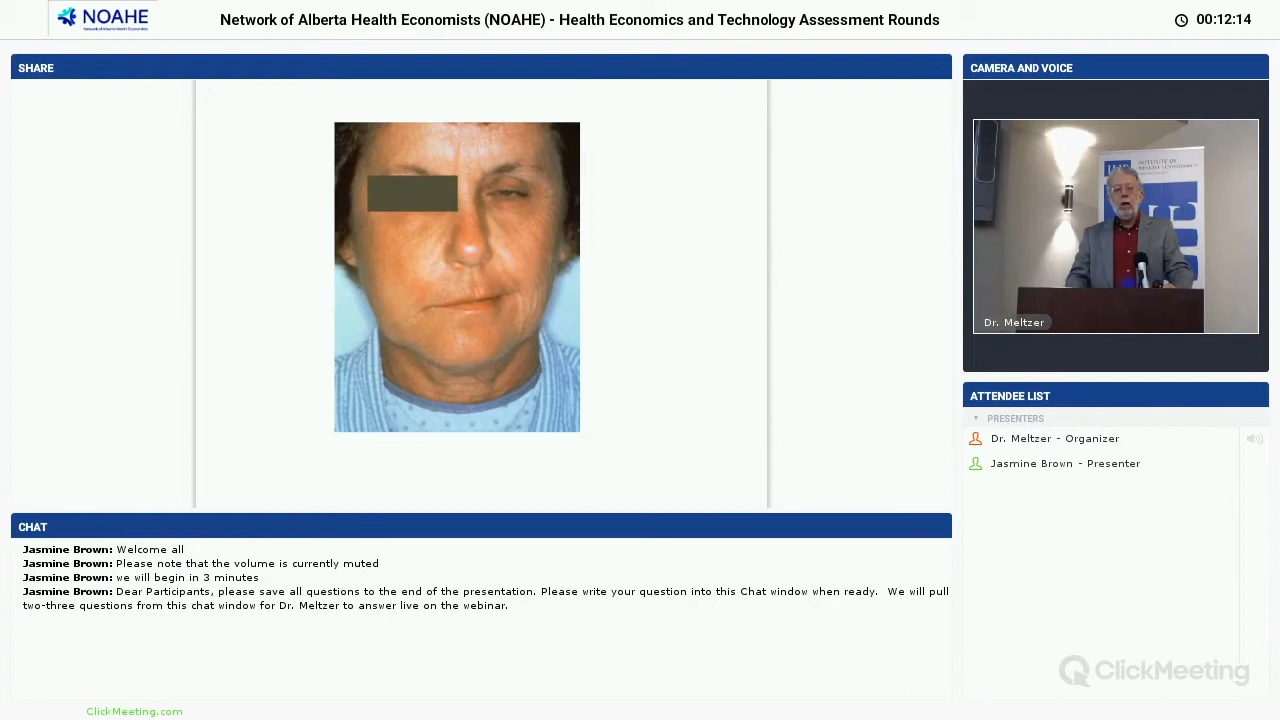 NOAHE
Network of Alberta Health Economists (NOAHE) - Health Economics and Technology Assessment Rounds
00:12:14
SHARE
CAMERA AND VOICE
INSTITUTE OF
HEALTH ECONOMICS
Dr. Meltzer
ATTENDEE LIST
PRESENTERS
Dr. Meltzer - Organizer
Jasmine Brown - Presenter
CHAT
Jasmine Brown: Welcome all
Jasmine Brown: Please note that the volume is currently muted
Jasmine Brown: we will begin in 3 minutes
Jasmine Brown: Dear Participants, please save all questions to the end of the presentation. Please write your question into this Chat window when ready.  We will pull
two-three questions from this chat window for Dr. Meltzer to answer live on the webinar.
ClickMeeting
ClickMeeting.com